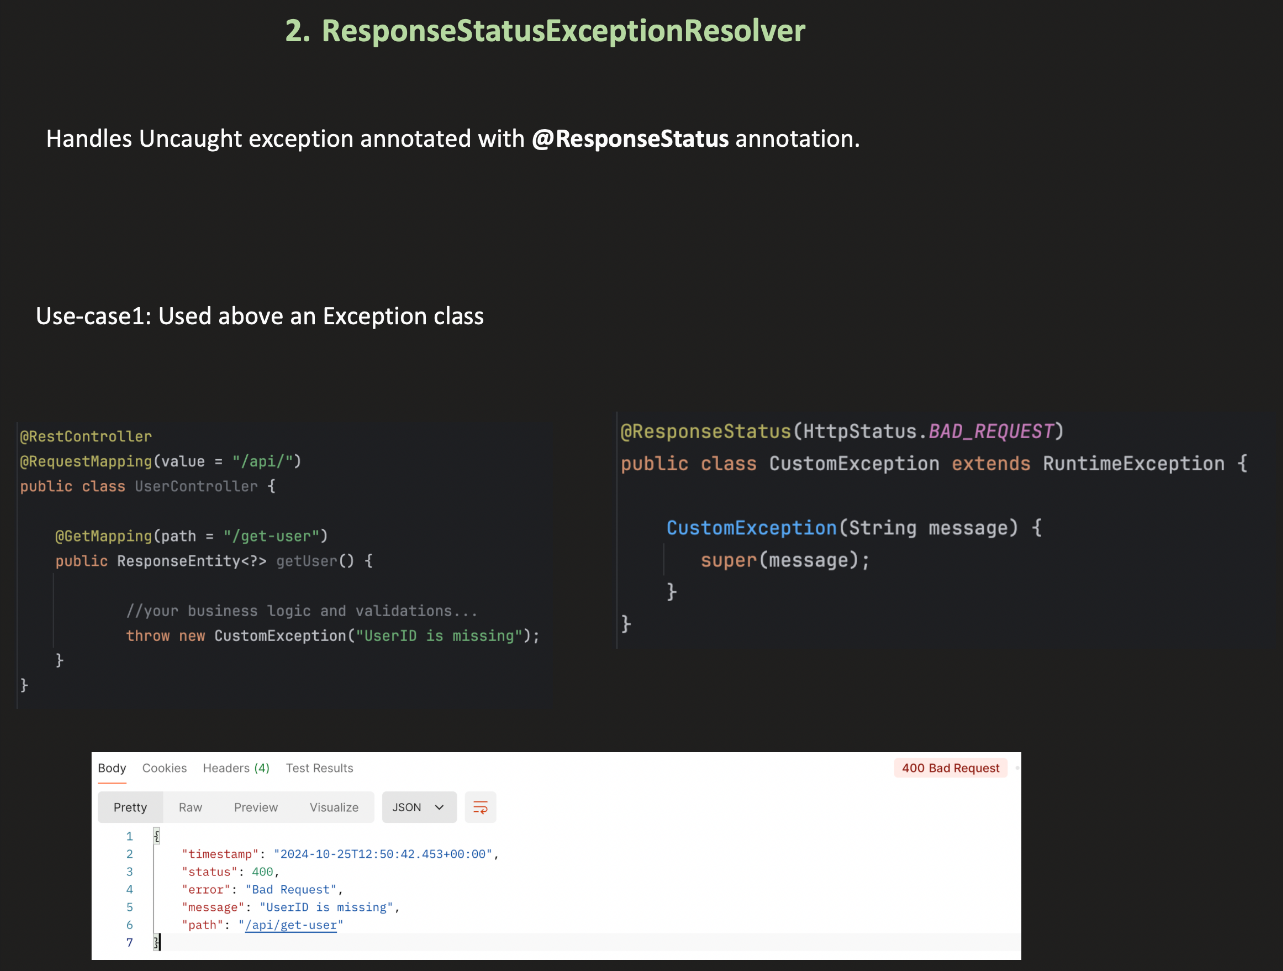 2. ResponseStatusExceptionResolver
Handles Uncaught exception annotated with @ResponseStatus annotation.
Use-case1: Used above an Exception class
@RestController
@RequestMapping(value = "/api/")
public class UserController {
@GetMapping(path = "/get-user")
public ResponseEntity<?> getUser() {
//your business logic and validations...
throw new CustomException("UserID is missing");
}
}
@ResponseStatus(HttpStatus.BAD_REQUEST)
public class CustomException extends RuntimeException {
CustomException(String message) {
super(message);
}
}
Body Cookies Headers (4) Test Results 400 Bad Request
Pretty Raw Preview Visualize JSON
1 {
2 "timestamp": "2024-10-25T12:50:42.453+00:00",
3 "status": 400,
4 "error": "Bad Request",
5 "message": "UserID is missing",
6 "path": "/api/get-user"
7 }